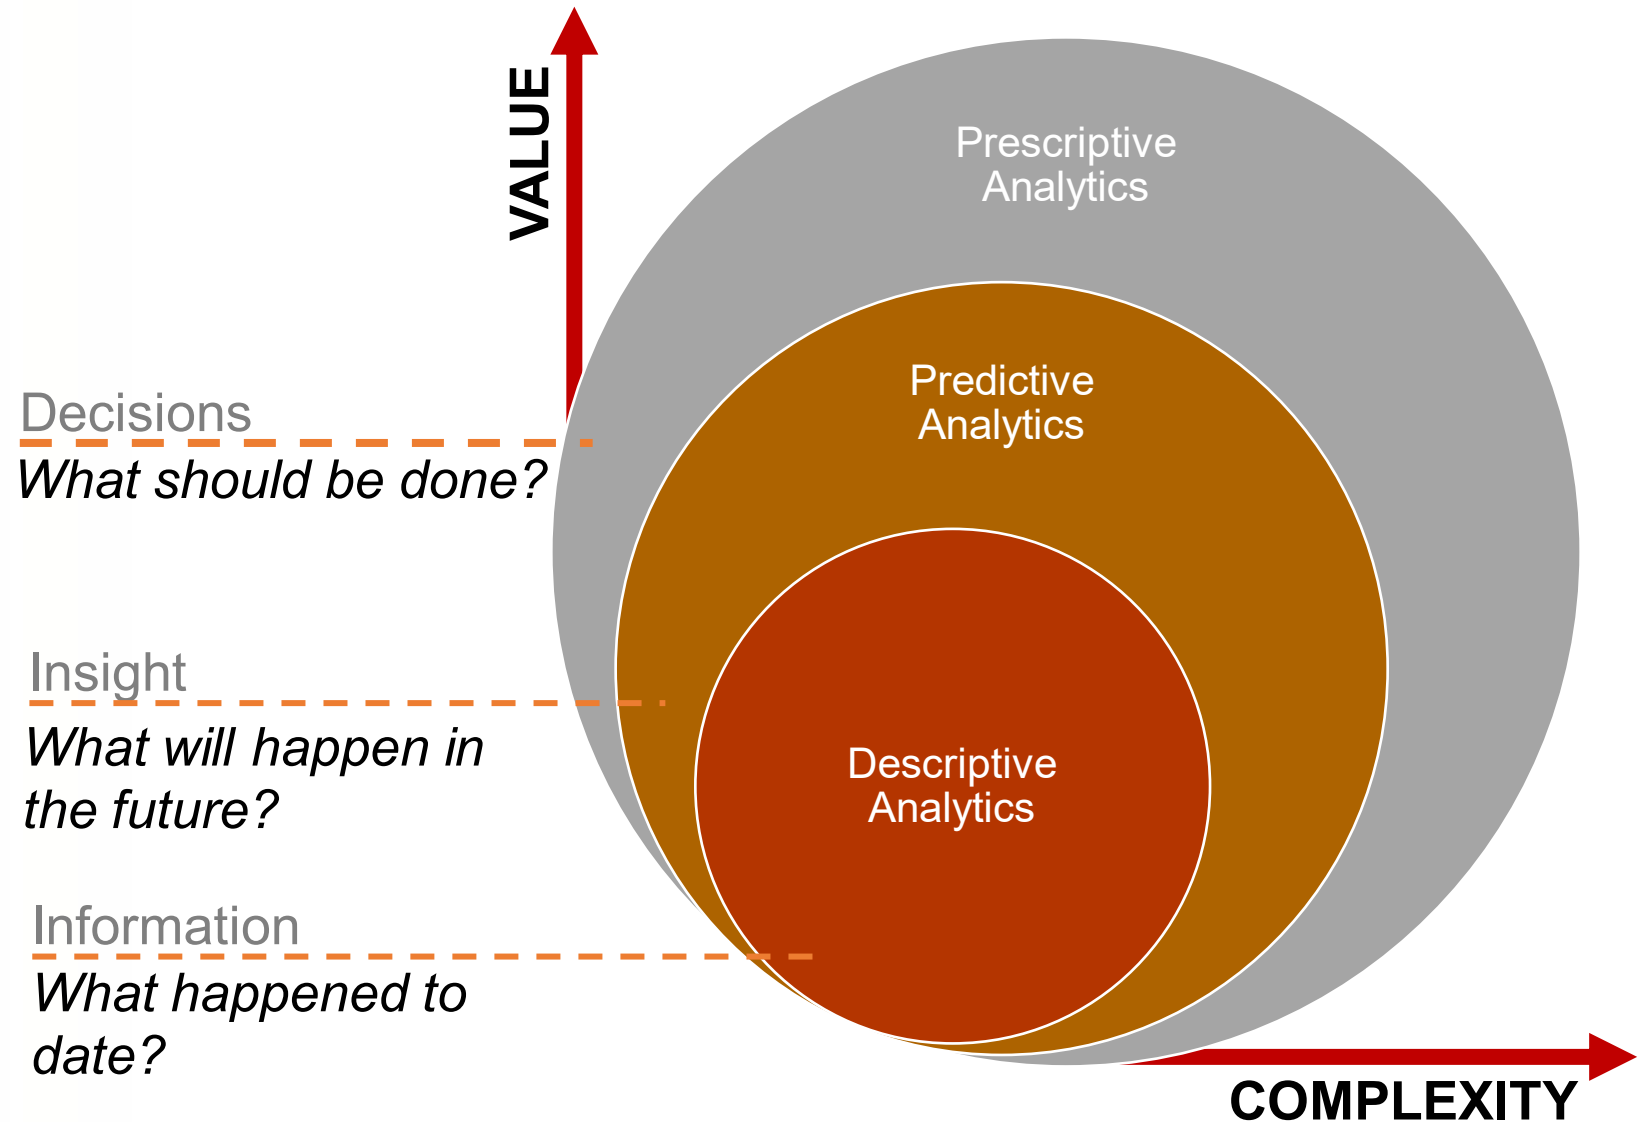 VALUE
Prescriptive
Analytics
Predictive
Analytics
Decisions
What should be done?
Insight
What will happen in
the future?
Descriptive
Analytics
Information
What happened to
date?
COMPLEXITY